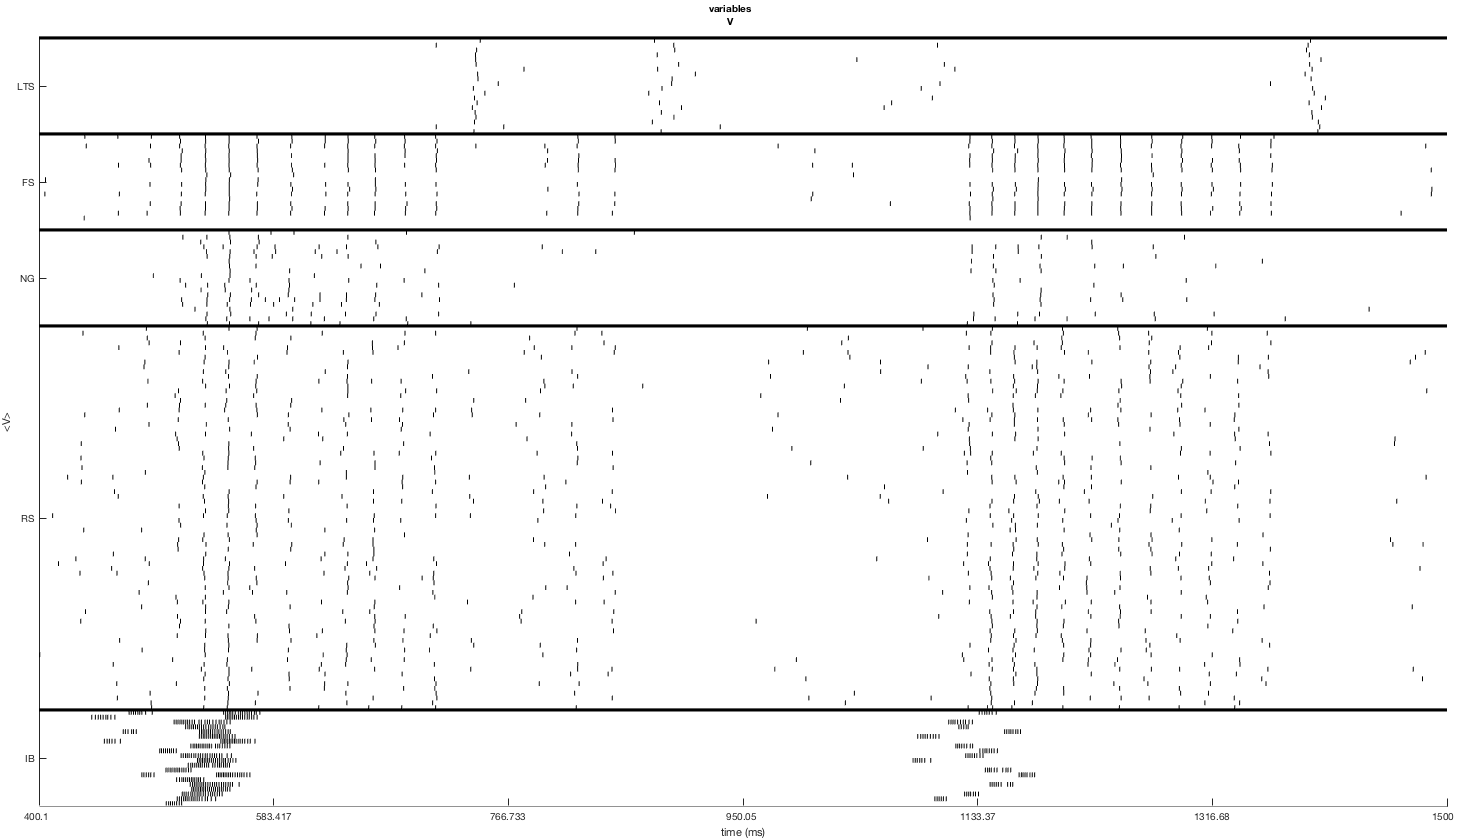 variables
V
LTS
FS
NG
<V>
RS
IB
400.1 583.417 766.733 950.05 1133.37 1316.68 1500
time (ms)